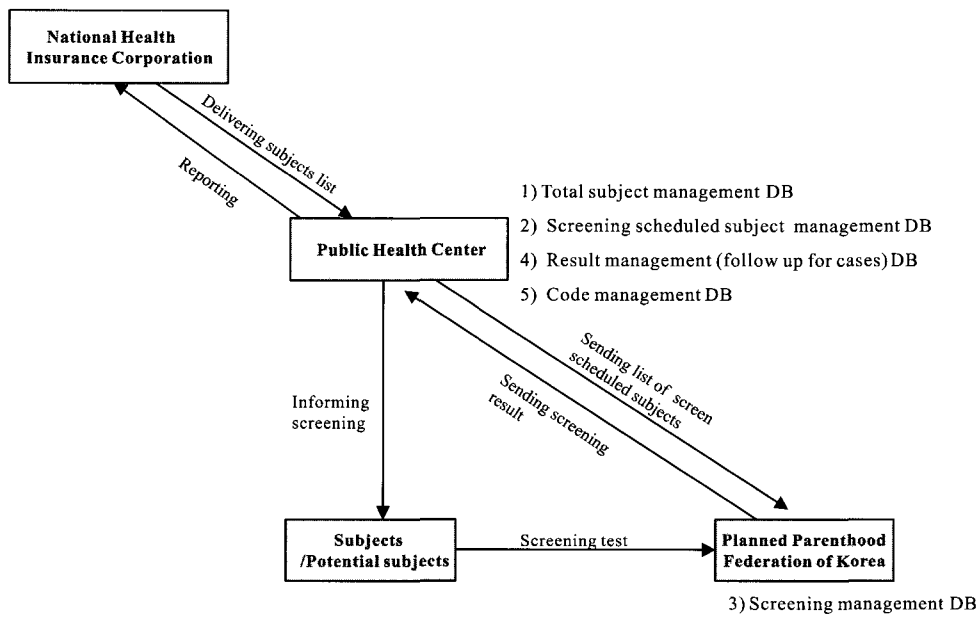 National Health
Insurance Corporation
Delivering subjects list
Reporting
1) Total subject management DB
2) Screening scheduled subject management DB
4) Result management (follow up for cases) DB
5) Code management DB
Public Health Center
Sending list of screen
scheduled subjects
Sending screening
result
Informing
screening
Subjects
/Potential subjects
Screening test
Planned Parenthood
Federation of Korea
3) Screening management DB